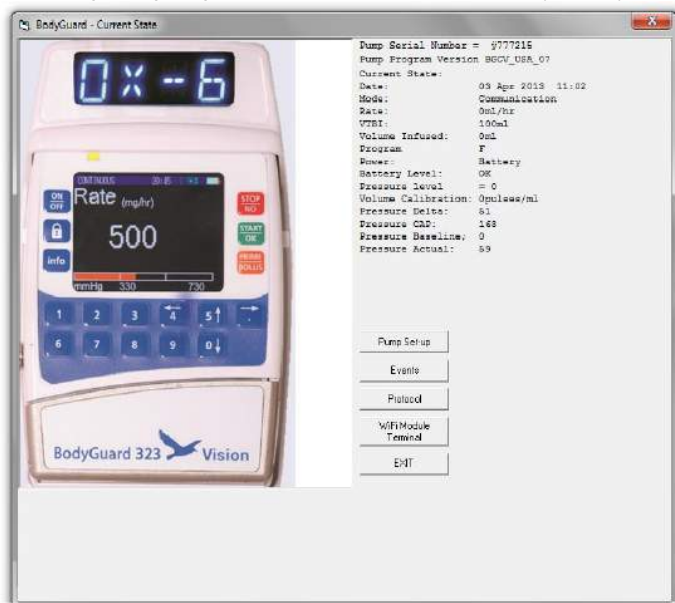 BodyGuard - Current State
0x-6
CONTINUOUS
Rate (mg/hr)
500
mmHg 330 730
ON
OFF
info
STOP
NO
START
OK
PRIME
BOLUS
1 2 3 4 5 .
6 7 8 9 0
BodyGuard 323 Vision
Pump Serial Number = ÿ777215
Pump Program Version BGCV_USA_07
Current State:
Date: 03 Apr 2013 11:02
Mode: Communication
Rate: 0ml/hr
VTBI: 100ml
Volume Infused: 0ml
Program F
Power: Battery
Battery Level: OK
Pressure level = 0
Volume Calibration: 0pulses/ml
Pressure Delta: 51
Pressure CAP: 168
Pressure Baseline; 0
Pressure Actual: 59
Pump Set-up
Events
Protocol
WiFi Module
Terminal
EXIT